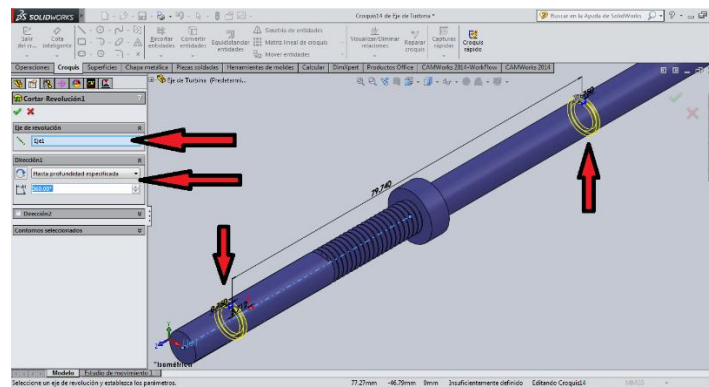 SOLIDWORKS
Croquis14 de Eje de Turbina *
Buscar en la Ayuda de SolidWorks
Salir del cr...
Cota inteligente
Recortar entidades
Convertir entidades
Equidistanciar entidades
Simetría de entidades
Matriz lineal de croquis
Mover entidades
Visualizar/Eliminar relaciones
Reparar croquis
Capturas rápidas
Croquis rápido
Operaciones Croquis Superficies Chapa metálica Piezas soldadas Herramientas de moldes Calcular DimXpert Productos Office CAMWorks 2014-WorkFlow CAMWorks 2014
Eje de Turbina (Predetermi...
Cortar Revolución1
Eje de revolución
Eje1
Dirección1
Hasta profundidad especificada
360.00°
Dirección2
Contornos seleccionados
79,740
*Isométrica
Modelo Estudio de movimiento 1
Seleccione un eje de revolución y establezca los parámetros.
77.27mm -46.79mm 0mm Insuficientemente definido Editando Croquis14